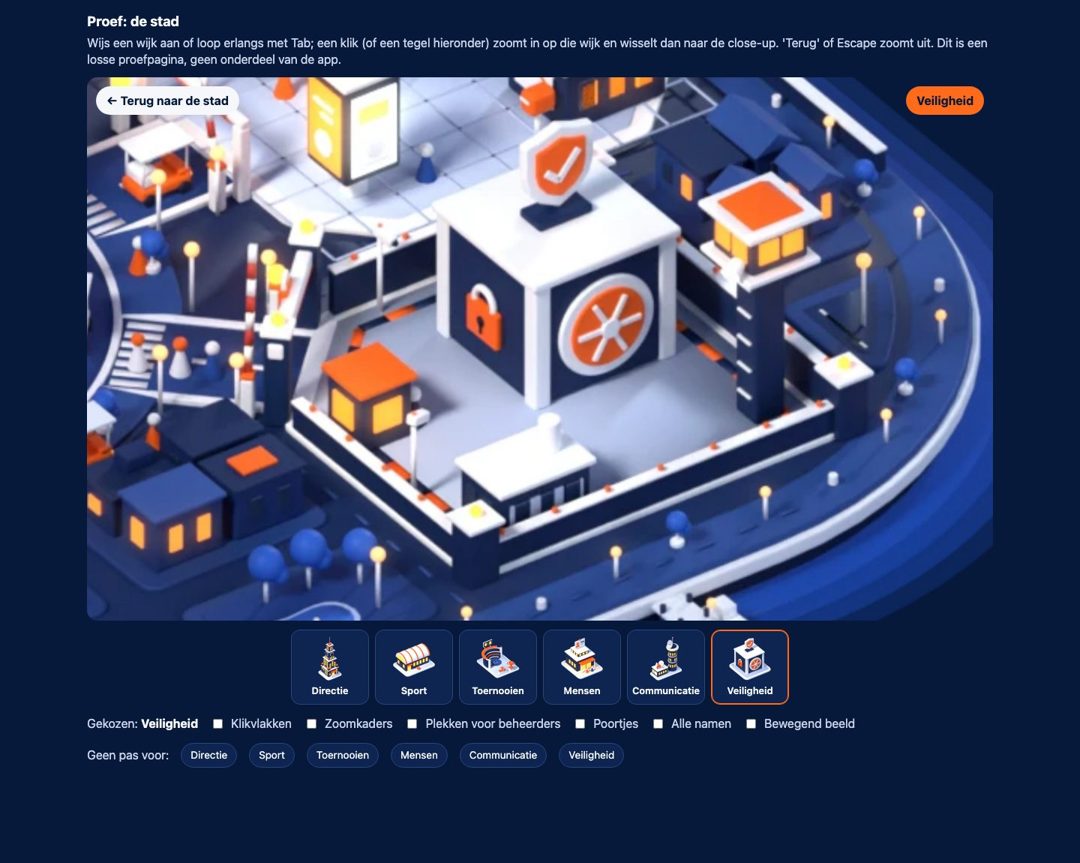 Proef: de stad
Wijs een wijk aan of loop erlangs met Tab; een klik (of een tegel hieronder) zoomt in op die wijk en wisselt dan naar de close-up. 'Terug' of Escape zoomt uit. Dit is een
losse proefpagina, geen onderdeel van de app.
← Terug naar de stad
Veiligheid
Directie
Sport
Toernooien
Mensen
Communicatie
Veiligheid
Gekozen: Veiligheid
Klikvlakken
Zoomkaders
Plekken voor beheerders
Poortjes
Alle namen
Bewegend beeld
Geen pas voor:
Directie
Sport
Toernooien
Mensen
Communicatie
Veiligheid